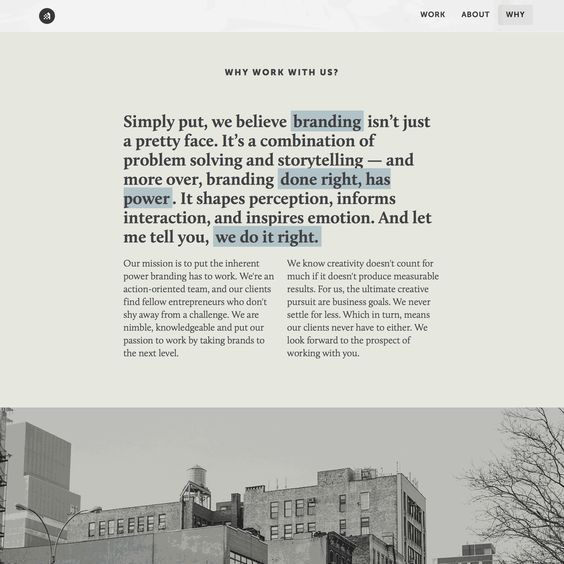 WORK ABOUT WHY
WHY WORK WITH US?
Simply put, we believe branding isn’t just
a pretty face. It’s a combination of
problem solving and storytelling — and
more over, branding done right, has
power. It shapes perception, informs
interaction, and inspires emotion. And let
me tell you, we do it right.
Our mission is to put the inherent
power branding has to work. We’re an
action-oriented team, and our clients
find fellow entrepreneurs who don’t
shy away from a challenge. We are
nimble, knowledgeable and put our
passion to work by taking brands to
the next level.
We know creativity doesn’t count for
much if it doesn’t produce measurable
results. For us, the ultimate creative
pursuit are business goals. We never
settle for less. Which in turn, means
our clients never have to either. We
look forward to the prospect of
working with you.